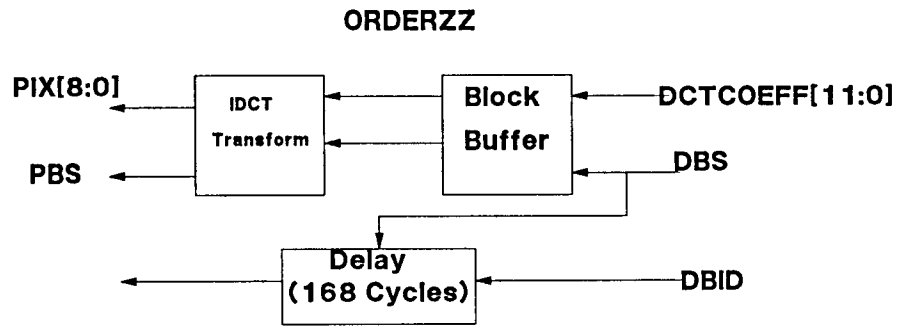 ORDERZZ
PIX[8:0]
IDCT
Transform
Block
Buffer
DCTCOEFF[11:0]
PBS
DBS
Delay
(168 Cycles)
DBID